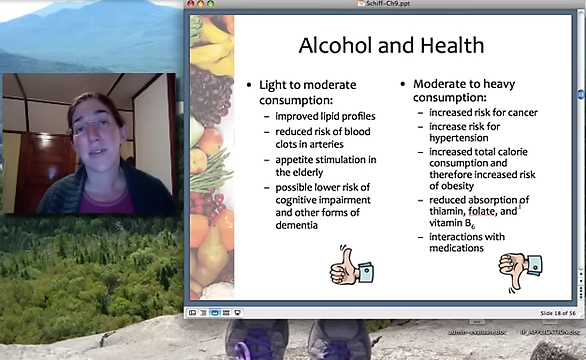 Schiff-Ch9.ppt
Alcohol and Health
• Light to moderate
consumption:
– improved lipid profiles
– reduced risk of blood
clots in arteries
– appetite stimulation in
the elderly
– possible lower risk of
cognitive impairment
and other forms of
dementia
• Moderate to heavy
consumption:
– increased risk for cancer
– increase risk for
hypertension
– increased total calorie
consumption and
therefore increased risk
of obesity
– reduced absorption of
thiamin, folate, and
vitamin B6
– interactions with
medications
Slide 18 of 56